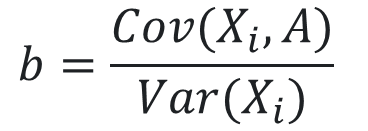 b = Cov(X_i, A) / Var(X_i)